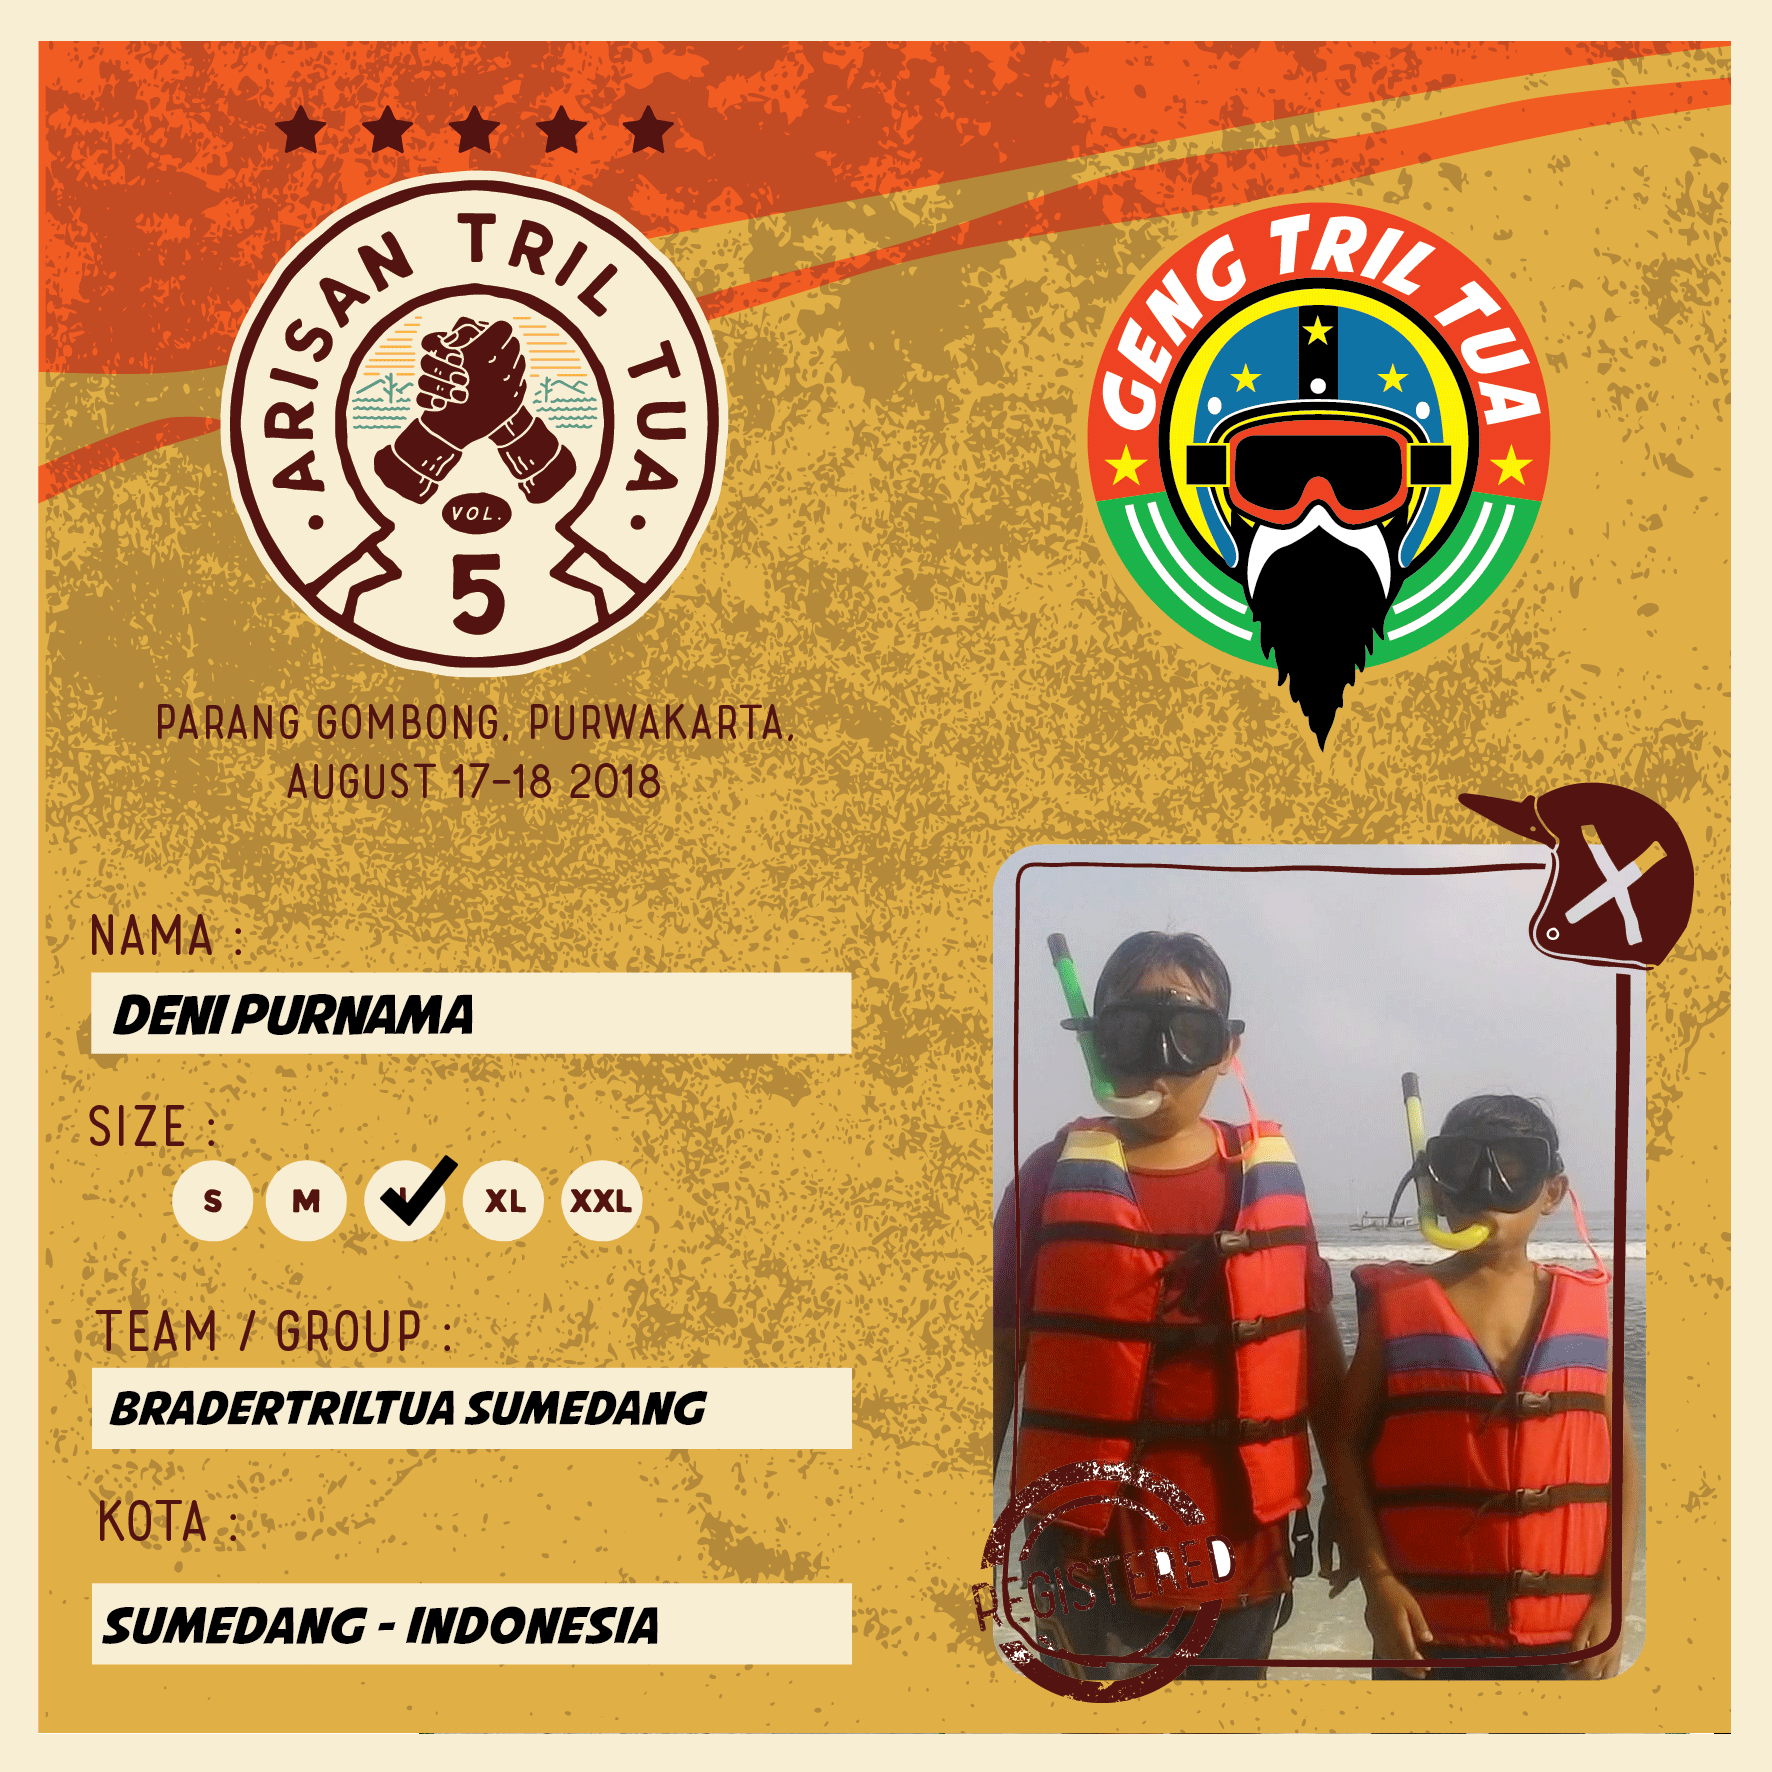 ARISAN TRIL TUA
VOL.
5
GENG TRIL TUA
PARANG GOMBONG, PURWAKARTA,
AUGUST 17-18 2018
NAMA :
DENI PURNAMA
SIZE :
S M L XL XXL
TEAM / GROUP :
BRADERTRILTUA SUMEDANG
KOTA :
SUMEDANG - INDONESIA
REGISTERED